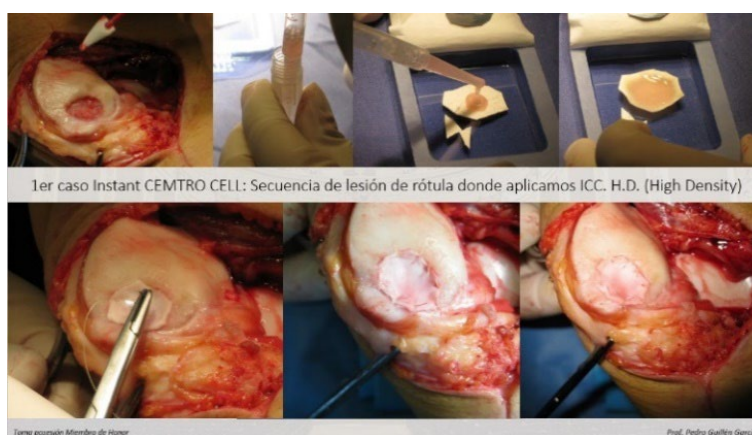 1er caso Instant CEMTRO CELL: Secuencia de lesión de rótula donde aplicamos ICC. H.D. (High Density)
Toma posesión Miembro de Honor
Prof. Pedro Guillén García